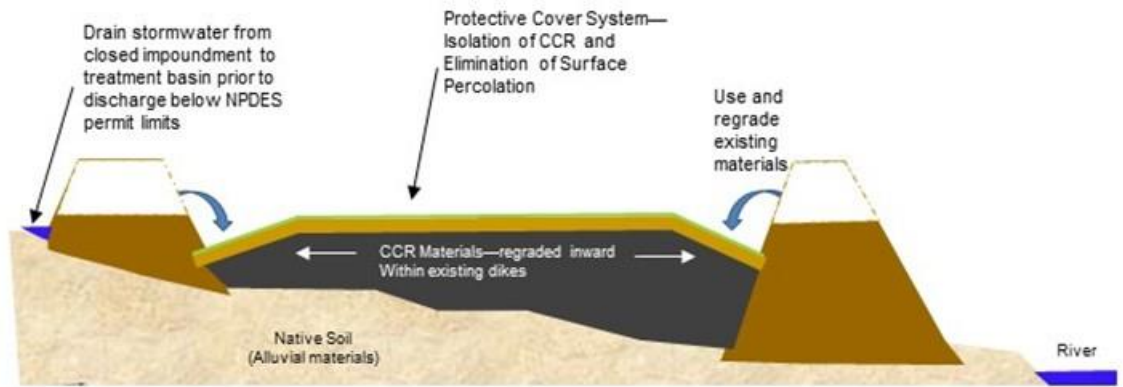 Drain stormwater from
closed impoundment to
treatment basin prior to
discharge below NPDES
permit limits
Protective Cover System—
Isolation of CCR and
Elimination of Surface
Percolation
Use and
regrade
existing
materials
CCR Materials—regraded inward
Within existing dikes
Native Soil
(Alluvial materials)
River